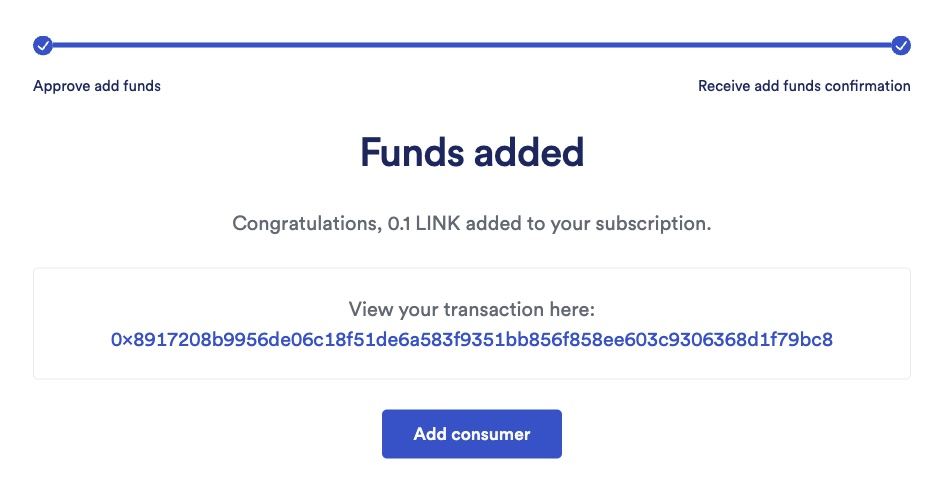 Approve add funds
Receive add funds confirmation
Funds added
Congratulations, 0.1 LINK added to your subscription.
View your transaction here:
0x8917208b9956de06c18f51de6a583f9351bb856f858ee603c9306368d1f79bc8
Add consumer